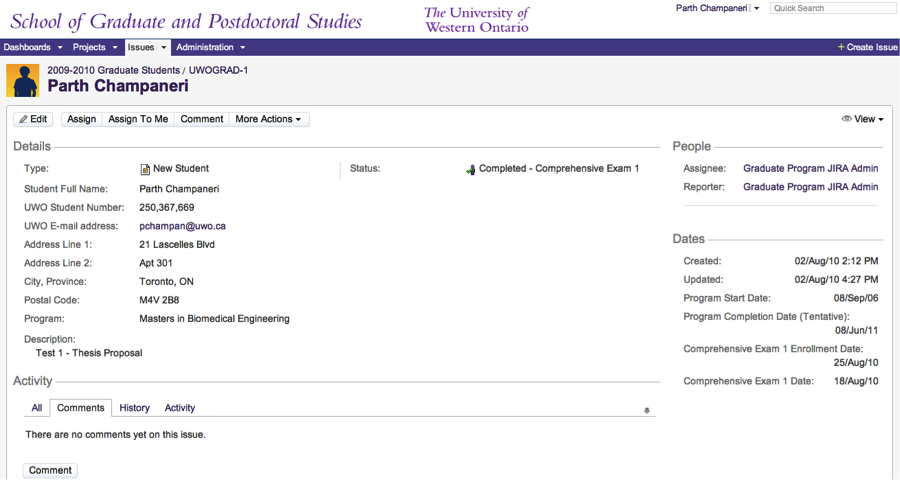 School of Graduate and Postdoctoral Studies
The University of
Western Ontario
Parth Champaneri
Quick Search
Dashboards Projects Issues Administration + Create Issue
2009-2010 Graduate Students / UWOGRAD-1
Parth Champaneri
Edit Assign Assign To Me Comment More Actions View
Details
Type: New Student Status: Completed - Comprehensive Exam 1
Student Full Name: Parth Champaneri
UWO Student Number: 250,367,669
UWO E-mail address: pchampan@uwo.ca
Address Line 1: 21 Lascelles Blvd
Address Line 2: Apt 301
City, Province: Toronto, ON
Postal Code: M4V 2B8
Program: Masters in Biomedical Engineering
Description:
Test 1 - Thesis Proposal
People
Assignee: Graduate Program JIRA Admin
Reporter: Graduate Program JIRA Admin
Dates
Created: 02/Aug/10 2:12 PM
Updated: 02/Aug/10 4:27 PM
Program Start Date: 08/Sep/06
Program Completion Date (Tentative):
08/Jun/11
Comprehensive Exam 1 Enrollment Date:
25/Aug/10
Comprehensive Exam 1 Date: 18/Aug/10
Activity
All Comments History Activity
There are no comments yet on this issue.
Comment